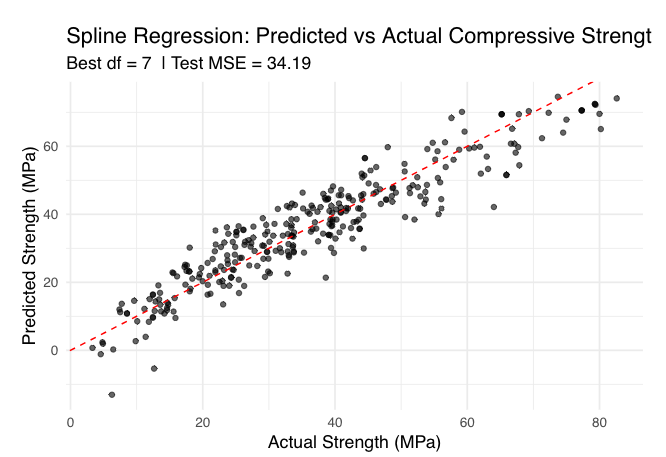 Spline Regression: Predicted vs Actual Compressive Strengt
Best df = 7 | Test MSE = 34.19
Predicted Strength (MPa)
60
40
20
0
0 20 40 60 80
Actual Strength (MPa)